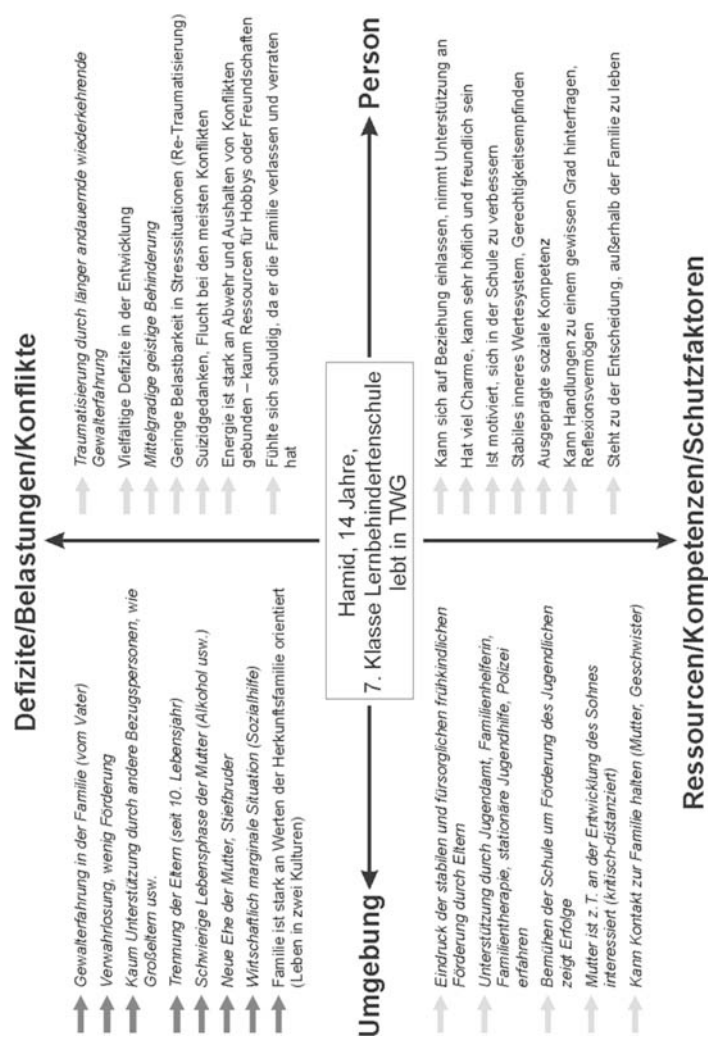 Defizite/Belastungen/Konflikte
Gewalterfahrung in der Familie (vom Vater)
Verwahrlosung, wenig Förderung
Kaum Unterstützung durch andere Bezugspersonen, wie
Großeltern usw.
Trennung der Eltern (seit 10. Lebensjahr)
Schwierige Lebensphase der Mutter (Alkohol usw.)
Neue Ehe der Mutter, Stiefbruder
Wirtschaftlich marginale Situation (Sozialhilfe)
Familie ist stark an Werten der Herkunftsfamilie orientiert
(Leben in zwei Kulturen)
Traumatisierung durch länger andauernde wiederkehrende
Gewalterfahrung
Vielfältige Defizite in der Entwicklung
Mittelgradige geistige Behinderung
Geringe Belastbarkeit in Stresssituationen (Re-Traumatisierung)
Suizidgedanken, Flucht bei den meisten Konflikten
Energie ist stark an Abwehr und Aushalten von Konflikten
gebunden – kaum Ressourcen für Hobbys oder Freundschaften
Fühlte sich schuldig, da er die Familie verlassen und verraten
hat
Umgebung
Hamid, 14 Jahre,
7. Klasse Lernbehindertenschule
lebt in TWG
Person
Eindruck der stabilen und fürsorglichen frühkindlichen
Förderung durch Eltern
Unterstützung durch Jugendamt, Familienhelferin,
Familientherapie, stationäre Jugendhilfe, Polizei
erfahren
Bemühen der Schule um Förderung des Jugendlichen
zeigt Erfolge
Mutter ist z.T. an der Entwicklung des Sohnes
interessiert (kritisch-distanziert)
Kann Kontakt zur Familie halten (Mutter, Geschwister)
Kann sich auf Beziehung einlassen, nimmt Unterstützung an
Hat viel Charme, kann sehr höflich und freundlich sein
Ist motiviert, sich in der Schule zu verbessern
Stabiles inneres Wertesystem, Gerechtigkeitsempfinden
Ausgeprägte soziale Kompetenz
Kann Handlungen zu einem gewissen Grad hinterfragen,
Reflexionsvermögen
Steht zu der Entscheidung, außerhalb der Familie zu leben
Ressourcen/Kompetenzen/Schutzfaktoren